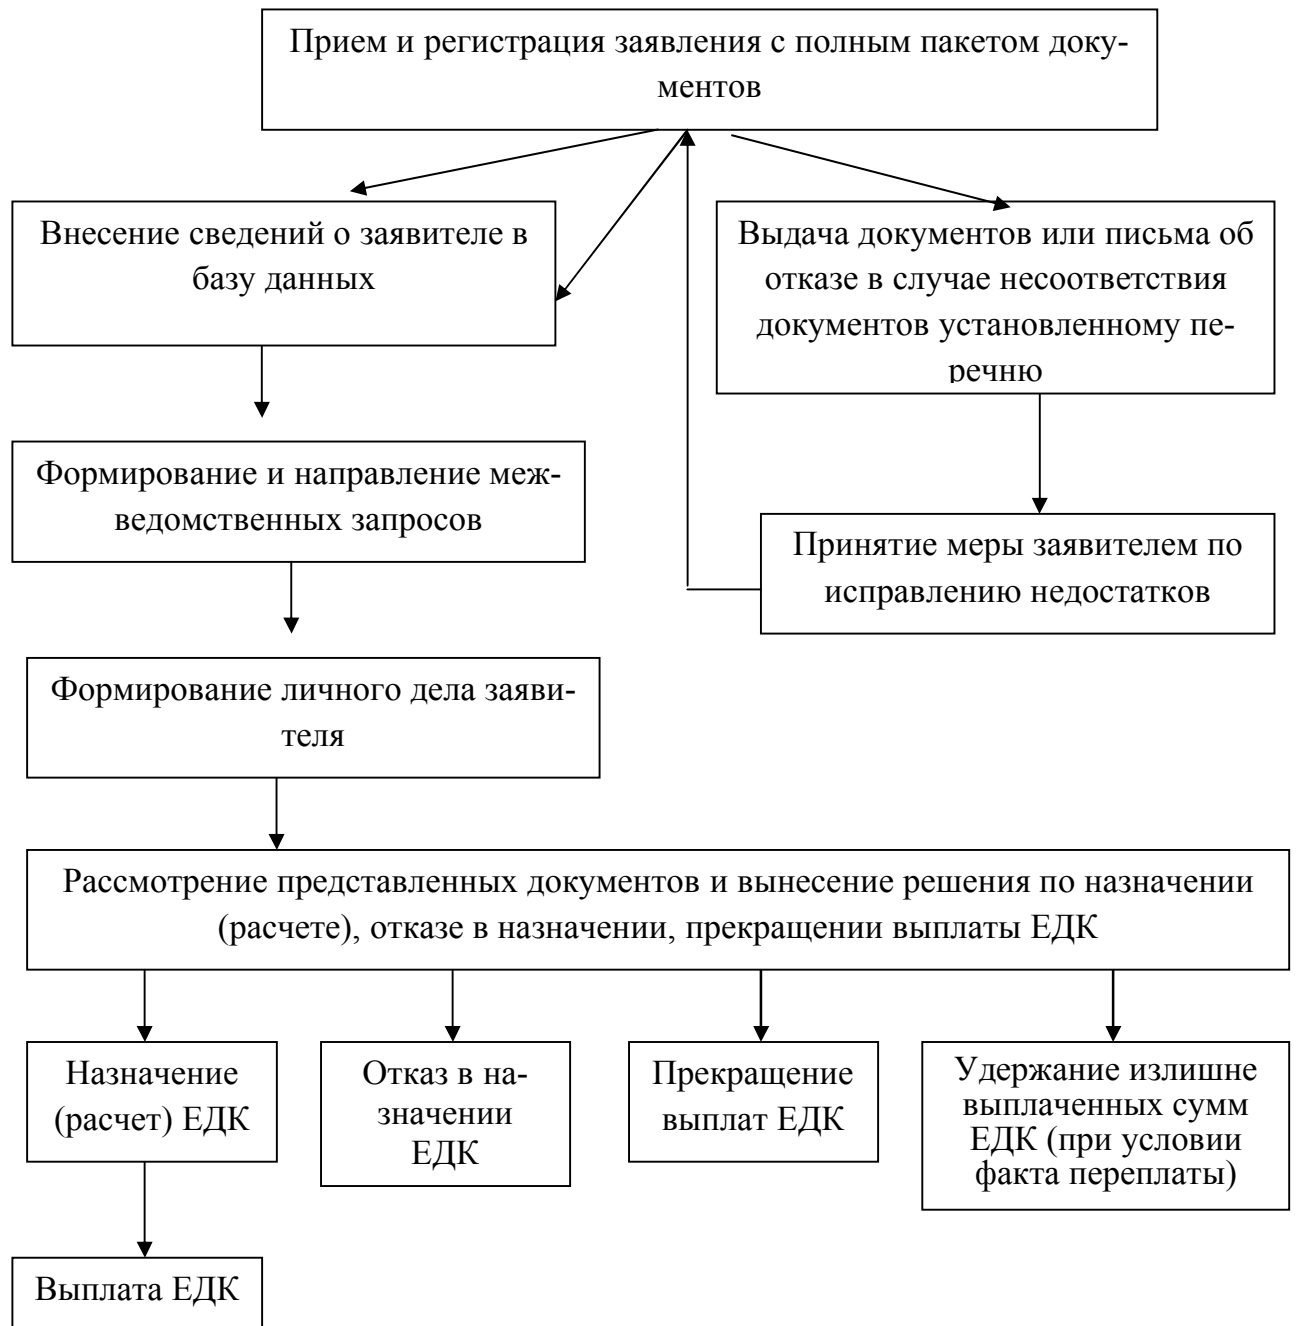 Прием и регистрация заявления с полным пакетом доку-
ментов
Внесение сведений о заявителе в
базу данных
Выдача документов или письма об
отказе в случае несоответствия
документов установленному пе-
речню
Формирование и направление меж-
ведомственных запросов
Принятие меры заявителем по
исправлению недостатков
Формирование личного дела заяви-
теля
Рассмотрение представленных документов и вынесение решения по назначении
(расчете), отказе в назначении, прекращении выплаты ЕДК
Назначение
(расчет) ЕДК
Отказ в на-
значении
ЕДК
Прекращение
выплат ЕДК
Удержание излишне
выплаченных сумм
ЕДК (при условии
факта переплаты)
Выплата ЕДК